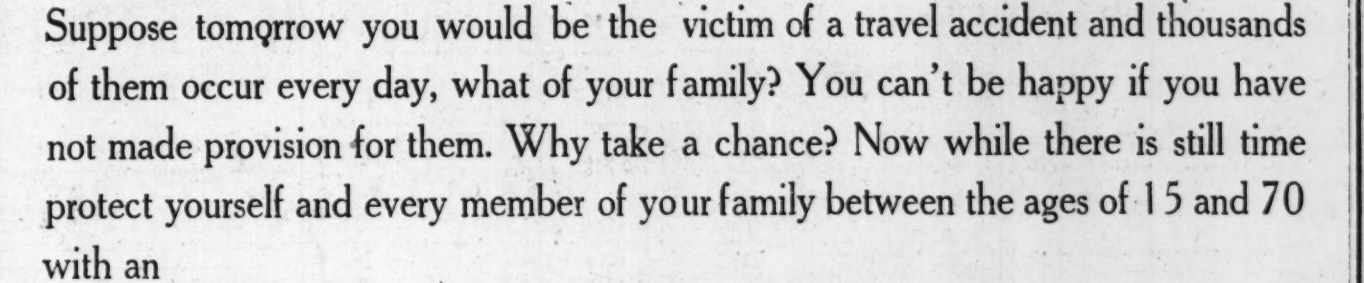 Suppose tomorrow you would be the victim of a travel accident and thousands
of them occur every day, what of your family? You can't be happy if you have
not made provision for them. Why take a chance? Now while there is still time
protect yourself and every member of your family between the ages of 15 and 70
with an